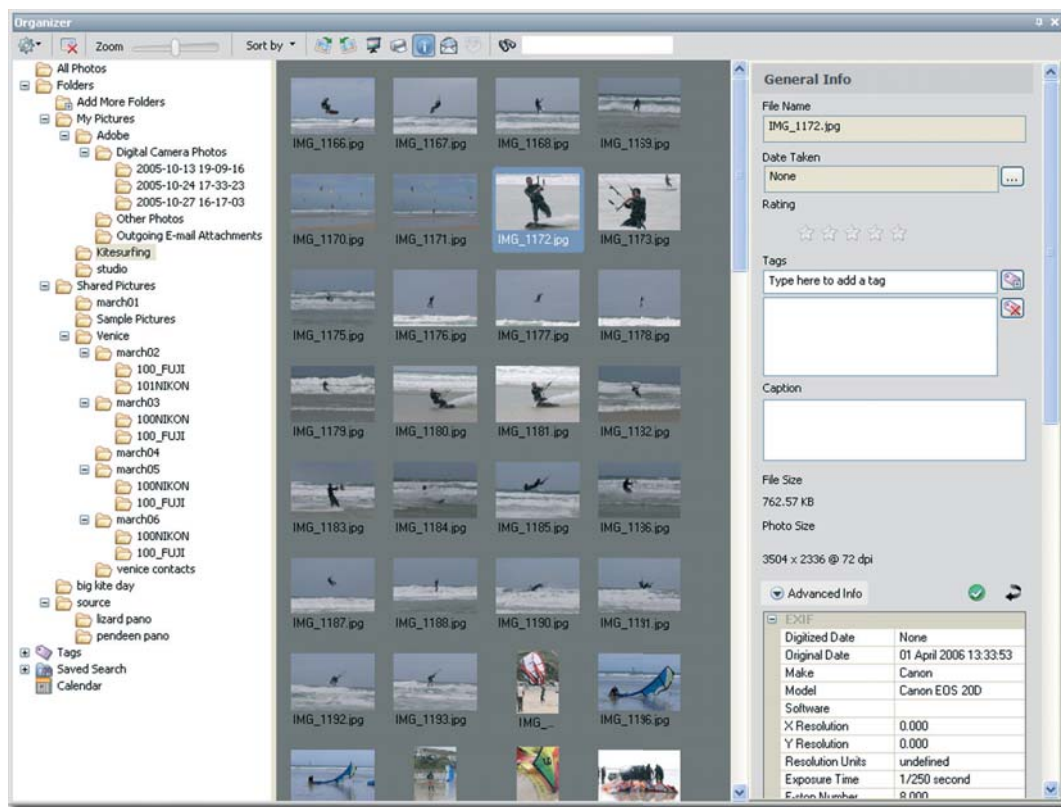 Organizer
Zoom
Sort by
All Photos
Folders
Add More Folders
My Pictures
Adobe
Digital Camera Photos
2005-10-13 19-09-16
2005-10-24 17-33-23
2005-10-27 16-17-03
Other Photos
Outgoing E-mail Attachments
Kitesurfing
studio
Shared Pictures
march01
Sample Pictures
Venice
march02
100_FUJI
101NIKON
march03
100NIKON
100_FUJI
march04
march05
100NIKON
100_FUJI
march06
100NIKON
100_FUJI
venice contacts
big kite day
source
lizard pano
pendeen pano
Tags
Saved Search
Calendar
IMG_1166.jpg IMG_1167.jpg IMG_1168.jpg IMG_1169.jpg
IMG_1170.jpg IMG_1171.jpg IMG_1172.jpg IMG_1173.jpg
IMG_1175.jpg IMG_1176.jpg IMG_1177.jpg IMG_1178.jpg
IMG_1179.jpg IMG_1180.jpg IMG_1181.jpg IMG_1182.jpg
IMG_1183.jpg IMG_1184.jpg IMG_1185.jpg IMG_1186.jpg
IMG_1187.jpg IMG_1188.jpg IMG_1190.jpg IMG_1191.jpg
IMG_1192.jpg IMG_1193.jpg IMG_... IMG_1196.jpg
General Info
File Name
IMG_1172.jpg
Date Taken
None
...
Rating
Tags
Type here to add a tag
Caption
File Size
762.57 KB
Photo Size
3504 x 2336 @ 72 dpi
Advanced Info
EXIF
Digitized Date None
Original Date 01 April 2006 13:33:53
Make Canon
Model Canon EOS 20D
Software
X Resolution 0.000
Y Resolution 0.000
Resolution Units undefined
Exposure Time 1/250 second
F-stop Number 8.000